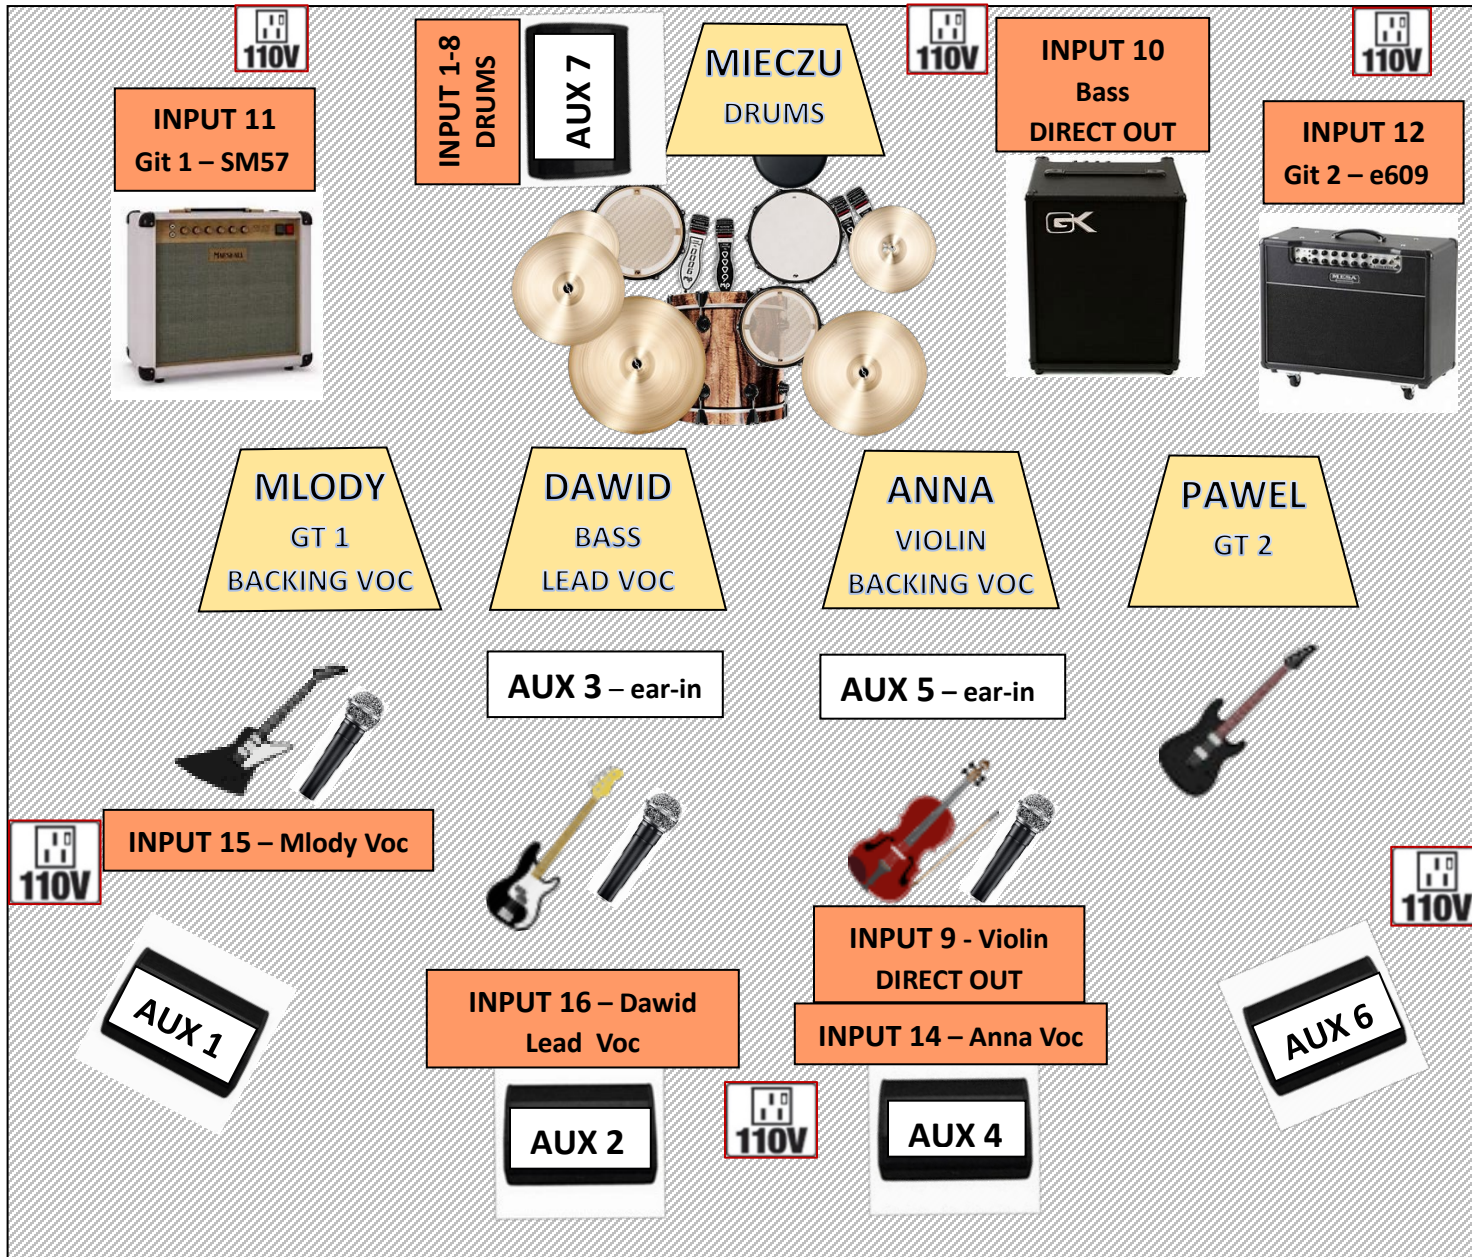 110V
110V
110V
INPUT 1-8
DRUMS
AUX 7
MIECZU
DRUMS
INPUT 10
Bass
DIRECT OUT
INPUT 11
Git 1 – SM57
INPUT 12
Git 2 – e609
MARSHALL
GK
MESA
MLODY
GT 1
BACKING VOC
DAWID
BASS
LEAD VOC
ANNA
VIOLIN
BACKING VOC
PAWEL
GT 2
AUX 3 – ear-in
AUX 5 – ear-in
INPUT 15 – Mlody Voc
110V
110V
INPUT 9 - Violin
DIRECT OUT
INPUT 16 – Dawid
Lead Voc
INPUT 14 – Anna Voc
AUX 1
AUX 6
110V
AUX 2
AUX 4